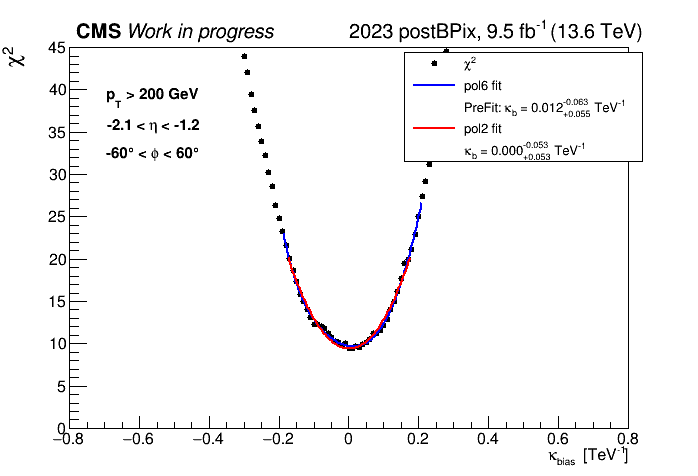 CMS Work in progress 2023 postBPix, 9.5 fb⁻¹ (13.6 TeV)
χ²
45
40
35
30
25
20
15
10
5
0
p_T > 200 GeV
-2.1 < η < -1.2
-60° < ϕ < 60°
χ²
pol6 fit
PreFit: κ_b = 0.012^{-0.063}_{+0.055} TeV⁻¹
pol2 fit
κ_b = 0.000^{-0.053}_{+0.053} TeV⁻¹
−0.8 −0.6 −0.4 −0.2 0 0.2 0.4 0.6 0.8
κ_bias [TeV⁻¹]